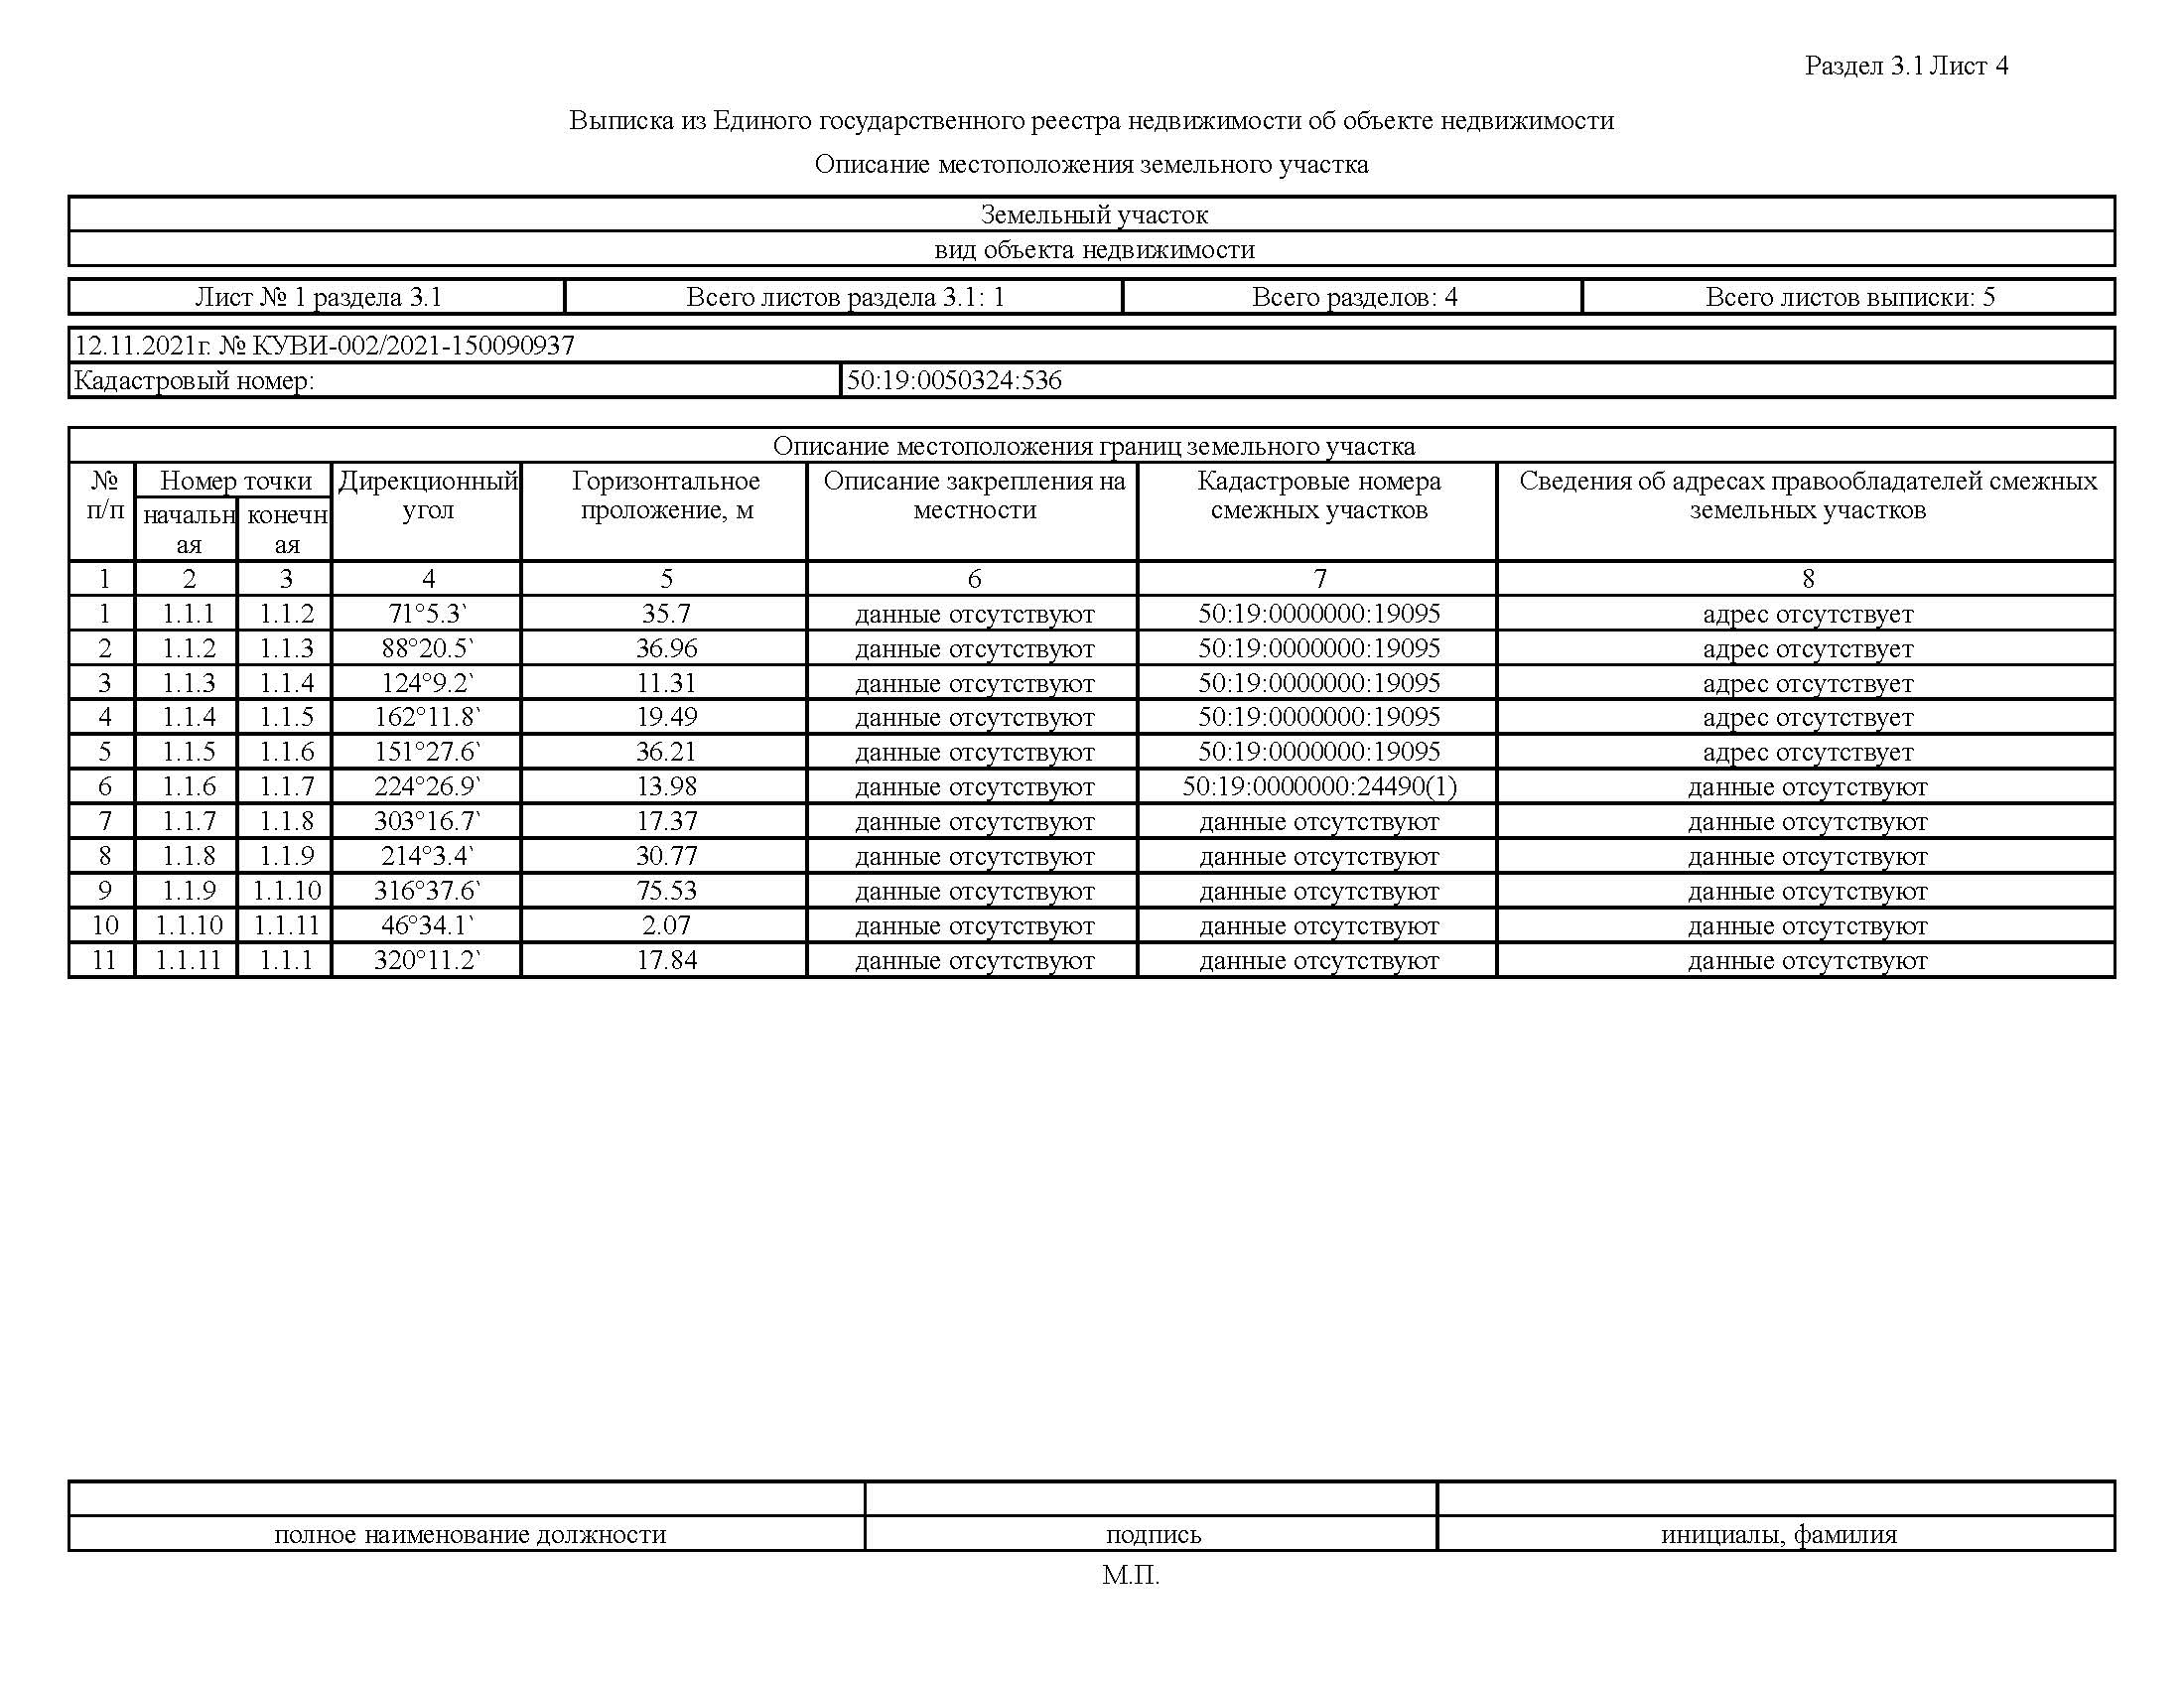 Раздел 3.1 Лист 4
Выписка из Единого государственного реестра недвижимости об объекте недвижимости
Описание местоположения земельного участка
Земельный участок
вид объекта недвижимости
Лист № 1 раздела 3.1 Всего листов раздела 3.1: 1 Всего разделов: 4 Всего листов выписки: 5
12.11.2021г. № КУВИ-002/2021-150090937
Кадастровый номер: 50:19:0050324:536
Описание местоположения границ земельного участка
№ Номер точки Дирекционный Горизонтальное Описание закрепления на Кадастровые номера Сведения об адресах правообладателей смежных
п/п начальн конечн угол проложение, м местности смежных участков земельных участков
ая ая
1 2 3 4 5 6 7 8
1 1.1.1 1.1.2 71°5.3` 35.7 данные отсутствуют 50:19:0000000:19095 адрес отсутствует
2 1.1.2 1.1.3 88°20.5` 36.96 данные отсутствуют 50:19:0000000:19095 адрес отсутствует
3 1.1.3 1.1.4 124°9.2` 11.31 данные отсутствуют 50:19:0000000:19095 адрес отсутствует
4 1.1.4 1.1.5 162°11.8` 19.49 данные отсутствуют 50:19:0000000:19095 адрес отсутствует
5 1.1.5 1.1.6 151°27.6` 36.21 данные отсутствуют 50:19:0000000:19095 адрес отсутствует
6 1.1.6 1.1.7 224°26.9` 13.98 данные отсутствуют 50:19:0000000:24490(1) данные отсутствуют
7 1.1.7 1.1.8 303°16.7` 17.37 данные отсутствуют данные отсутствуют данные отсутствуют
8 1.1.8 1.1.9 214°3.4` 30.77 данные отсутствуют данные отсутствуют данные отсутствуют
9 1.1.9 1.1.10 316°37.6` 75.53 данные отсутствуют данные отсутствуют данные отсутствуют
10 1.1.10 1.1.11 46°34.1` 2.07 данные отсутствуют данные отсутствуют данные отсутствуют
11 1.1.11 1.1.1 320°11.2` 17.84 данные отсутствуют данные отсутствуют данные отсутствуют
полное наименование должности подпись инициалы, фамилия
М.П.